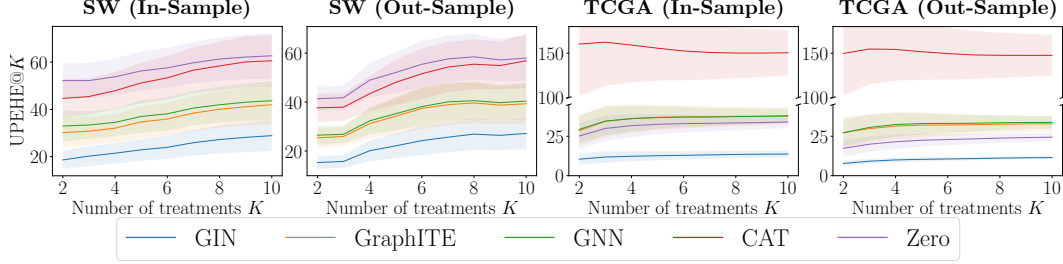 SW (In-Sample) SW (Out-Sample) TCGA (In-Sample) TCGA (Out-Sample)
UPEHE@K
60
40
20
60
40
20
150
100
25
0
150
100
25
0
2 4 6 8 10 2 4 6 8 10 2 4 6 8 10 2 4 6 8 10
Number of treatments K Number of treatments K Number of treatments K Number of treatments K
GIN GraphITE GNN CAT Zero